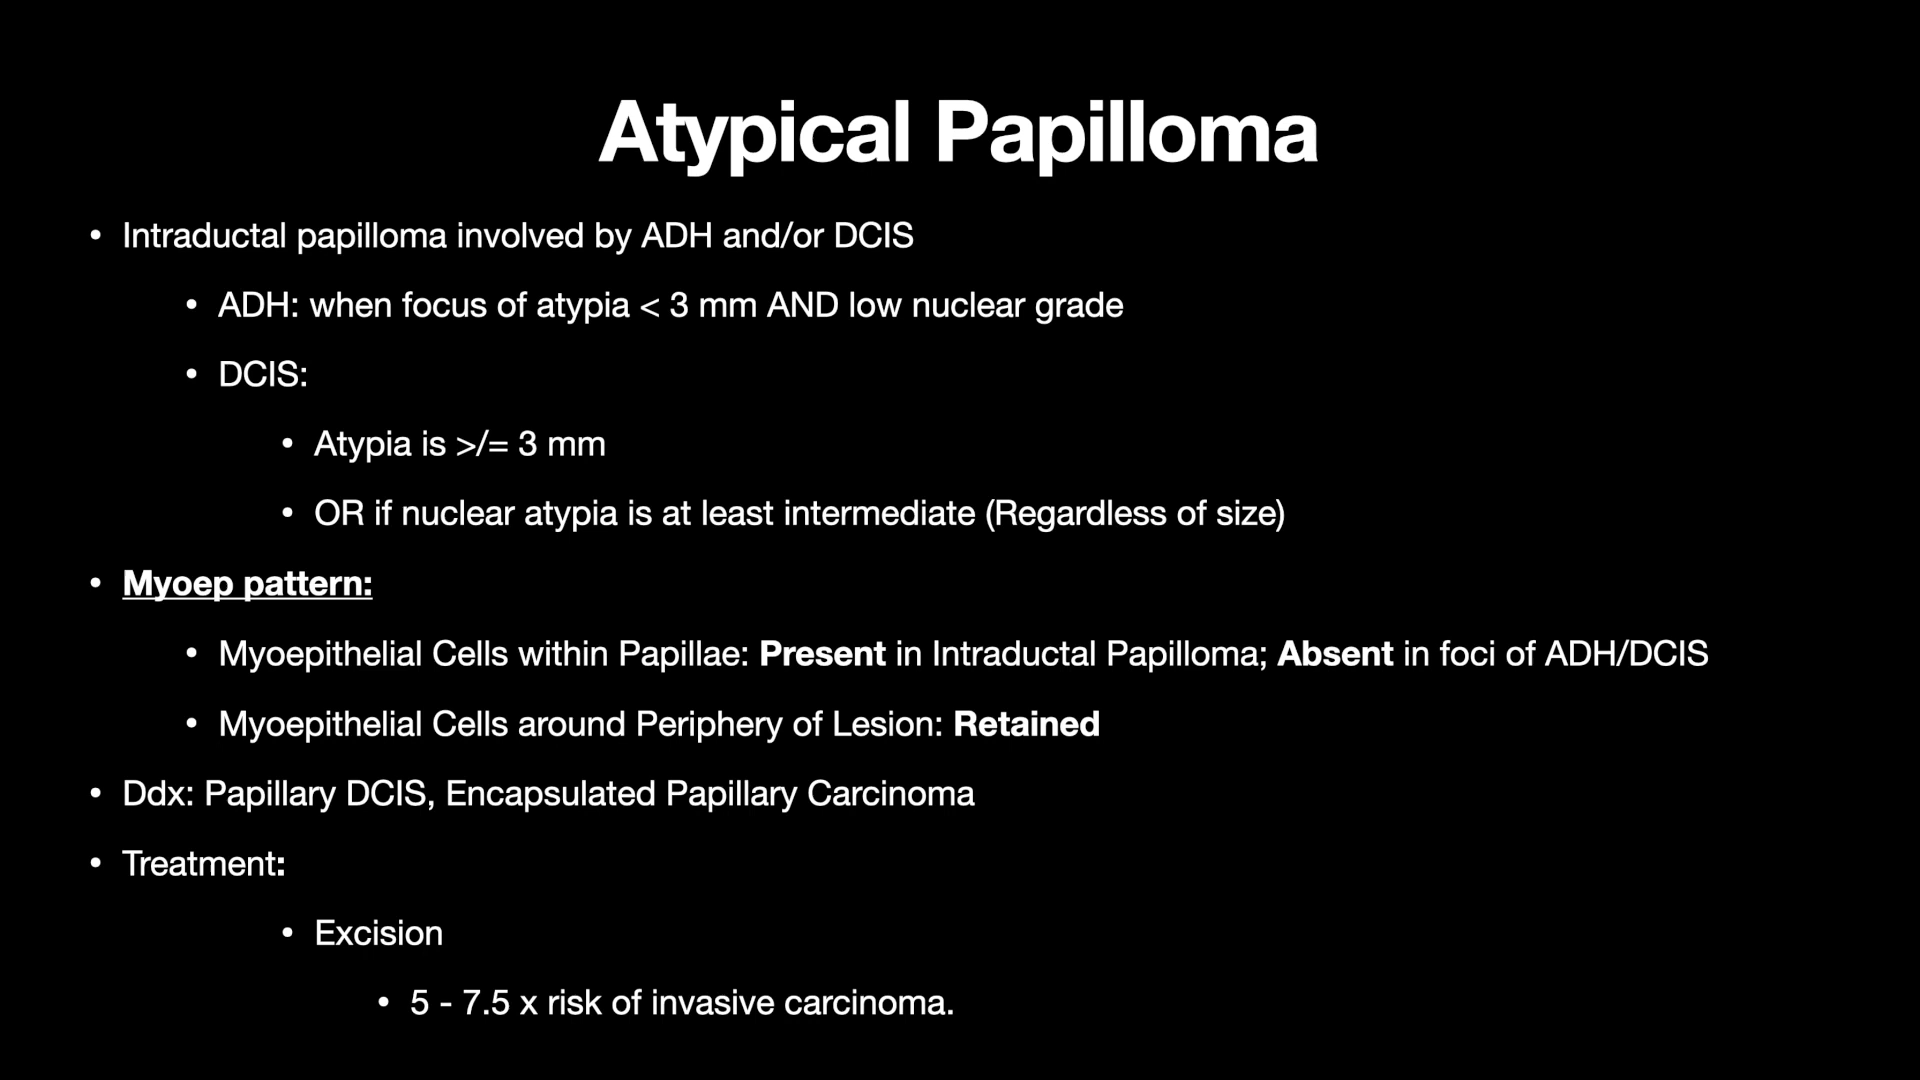 Atypical Papilloma
• Intraductal papilloma involved by ADH and/or DCIS
• ADH: when focus of atypia < 3 mm AND low nuclear grade
• DCIS:
• Atypia is >/= 3 mm
• OR if nuclear atypia is at least intermediate (Regardless of size)
• Myoep pattern:
• Myoepithelial Cells within Papillae: Present in Intraductal Papilloma; Absent in foci of ADH/DCIS
• Myoepithelial Cells around Periphery of Lesion: Retained
• Ddx: Papillary DCIS, Encapsulated Papillary Carcinoma
• Treatment:
• Excision
• 5 - 7.5 x risk of invasive carcinoma.